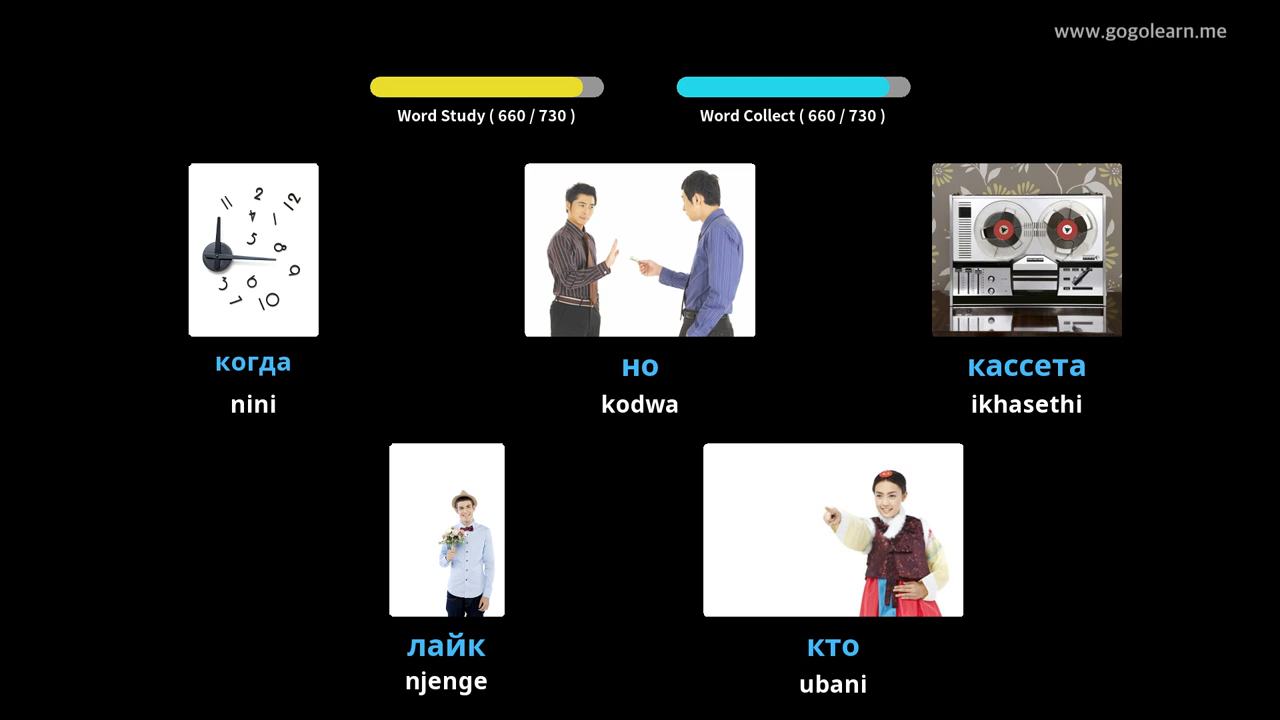 www.gogolearn.me
Word Study ( 660 / 730 )
Word Collect ( 660 / 730 )
когда
nini
но
kodwa
кассета
ikhasethi
лайк
njenge
кто
ubani